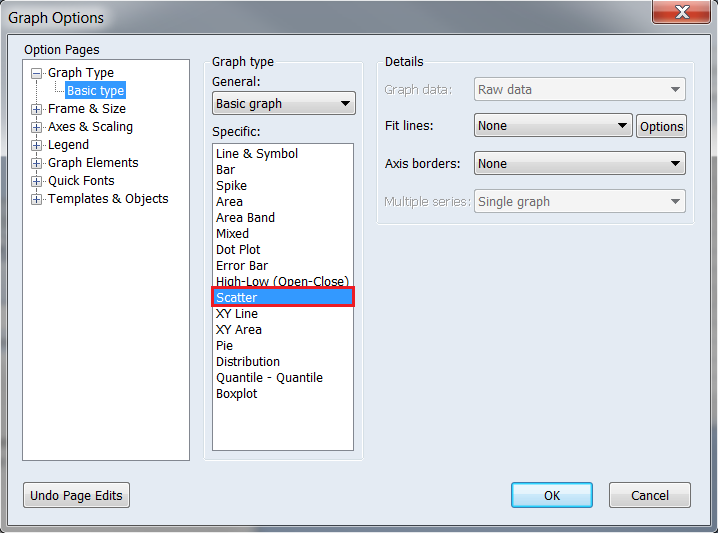 Graph Options
X
Option Pages
Graph Type
Basic type
Frame & Size
Axes & Scaling
Legend
Graph Elements
Quick Fonts
Templates & Objects
Graph type
General:
Basic graph
Specific:
Line & Symbol
Bar
Spike
Area
Area Band
Mixed
Dot Plot
Error Bar
High-Low (Open-Close)
Scatter
XY Line
XY Area
Pie
Distribution
Quantile - Quantile
Boxplot
Details
Graph data: Raw data
Fit lines: None Options
Axis borders: None
Multiple series: Single graph
Undo Page Edits
OK
Cancel